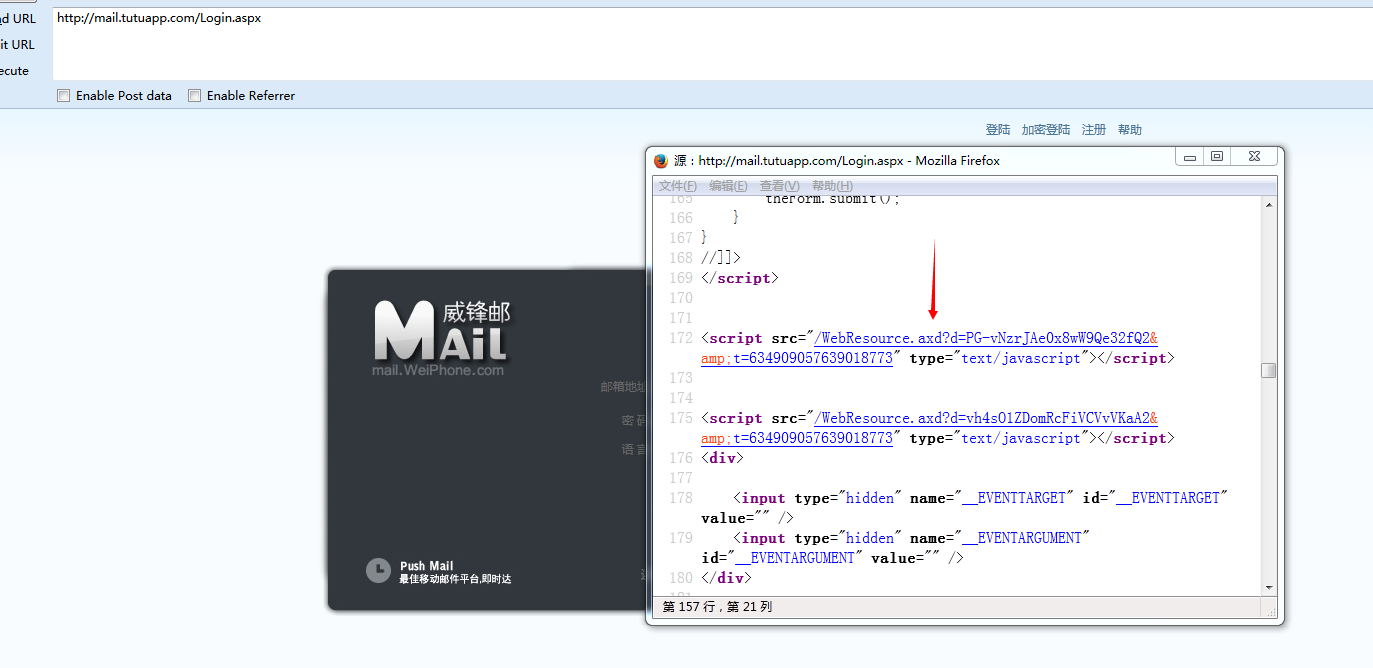 d URL
http://mail.tutuapp.com/Login.aspx
it URL
ecute
Enable Post data
Enable Referrer
登陆 加密登陆 注册 帮助
源：http://mail.tutuapp.com/Login.aspx - Mozilla Firefox
文件(F) 编辑(E) 查看(V) 帮助(H)
165 theForm.submit();
166 }
167 }
168 //]]>
169 </script>
170
171
172 <script src="/WebResource.axd?d=PG-vNzrJAeOx8wW9Qe32fQ2&
amp;t=634909057639018773" type="text/javascript"></script>
173
174
175 <script src="/WebResource.axd?d=vh4sO1ZDomRcFiVCVvVKaA2&
amp;t=634909057639018773" type="text/javascript"></script>
176 <div>
177
178 <input type="hidden" name="__EVENTTARGET" id="__EVENTTARGET"
value="" />
179 <input type="hidden" name="__EVENTARGUMENT"
id="__EVENTARGUMENT" value="" />
180 </div>
第 157 行，第 21 列
MAiL 威锋邮
mail.WeiPhone.com
邮箱地址
密 码
语 言
Push Mail
最佳移动邮件平台,即时达